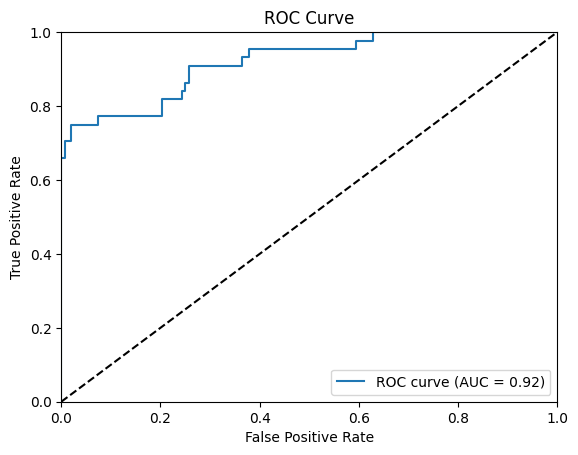 ROC Curve
1.0
0.8
0.6
0.4
0.2
0.0
True Positive Rate
ROC curve (AUC = 0.92)
0.0 0.2 0.4 0.6 0.8 1.0
False Positive Rate